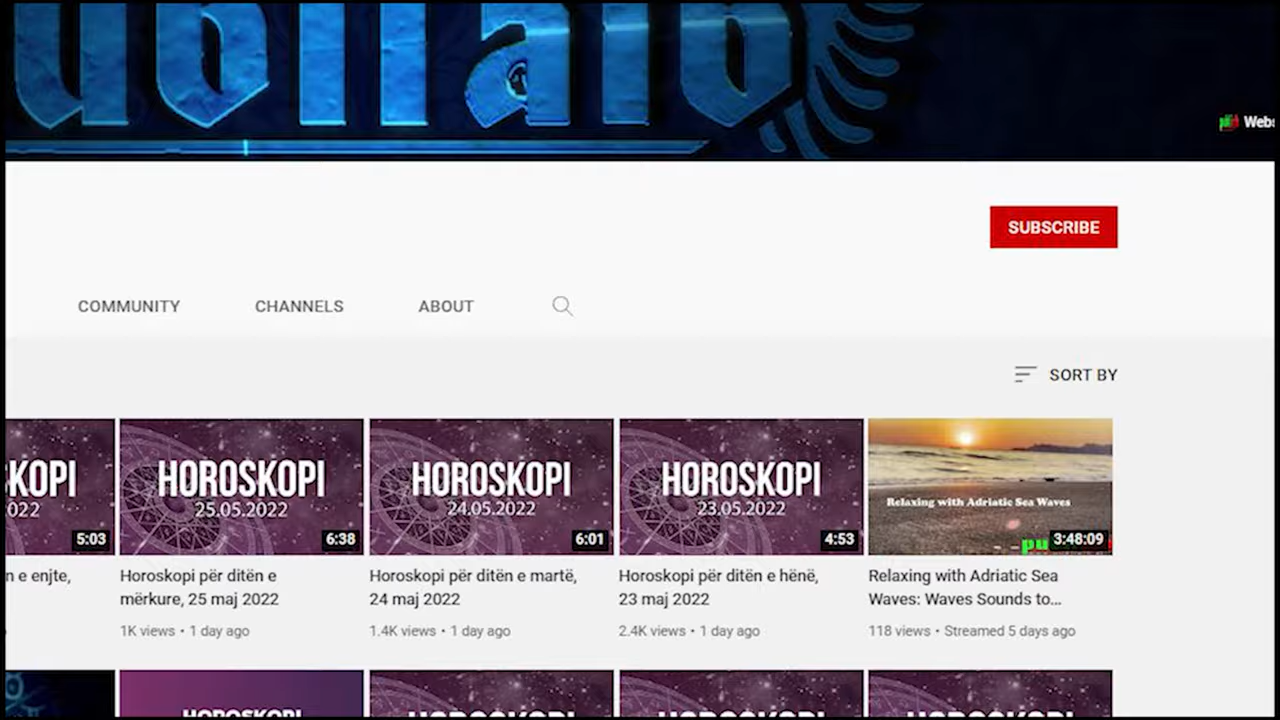 SUBSCRIBE
COMMUNITY
CHANNELS
ABOUT
SORT BY
HOROSKOPI
25.05.2022
HOROSKOPI
24.05.2022
HOROSKOPI
23.05.2022
Relaxing with Adriatic Sea Waves
5:03
6:38
6:01
4:53
3:48:09
n e enjte,
Horoskopi për ditën e
mërkure, 25 maj 2022
1K views • 1 day ago
Horoskopi për ditën e martë,
24 maj 2022
1.4K views • 1 day ago
Horoskopi për ditën e hënë,
23 maj 2022
2.4K views • 1 day ago
Relaxing with Adriatic Sea
Waves: Waves Sounds to...
118 views • Streamed 5 days ago